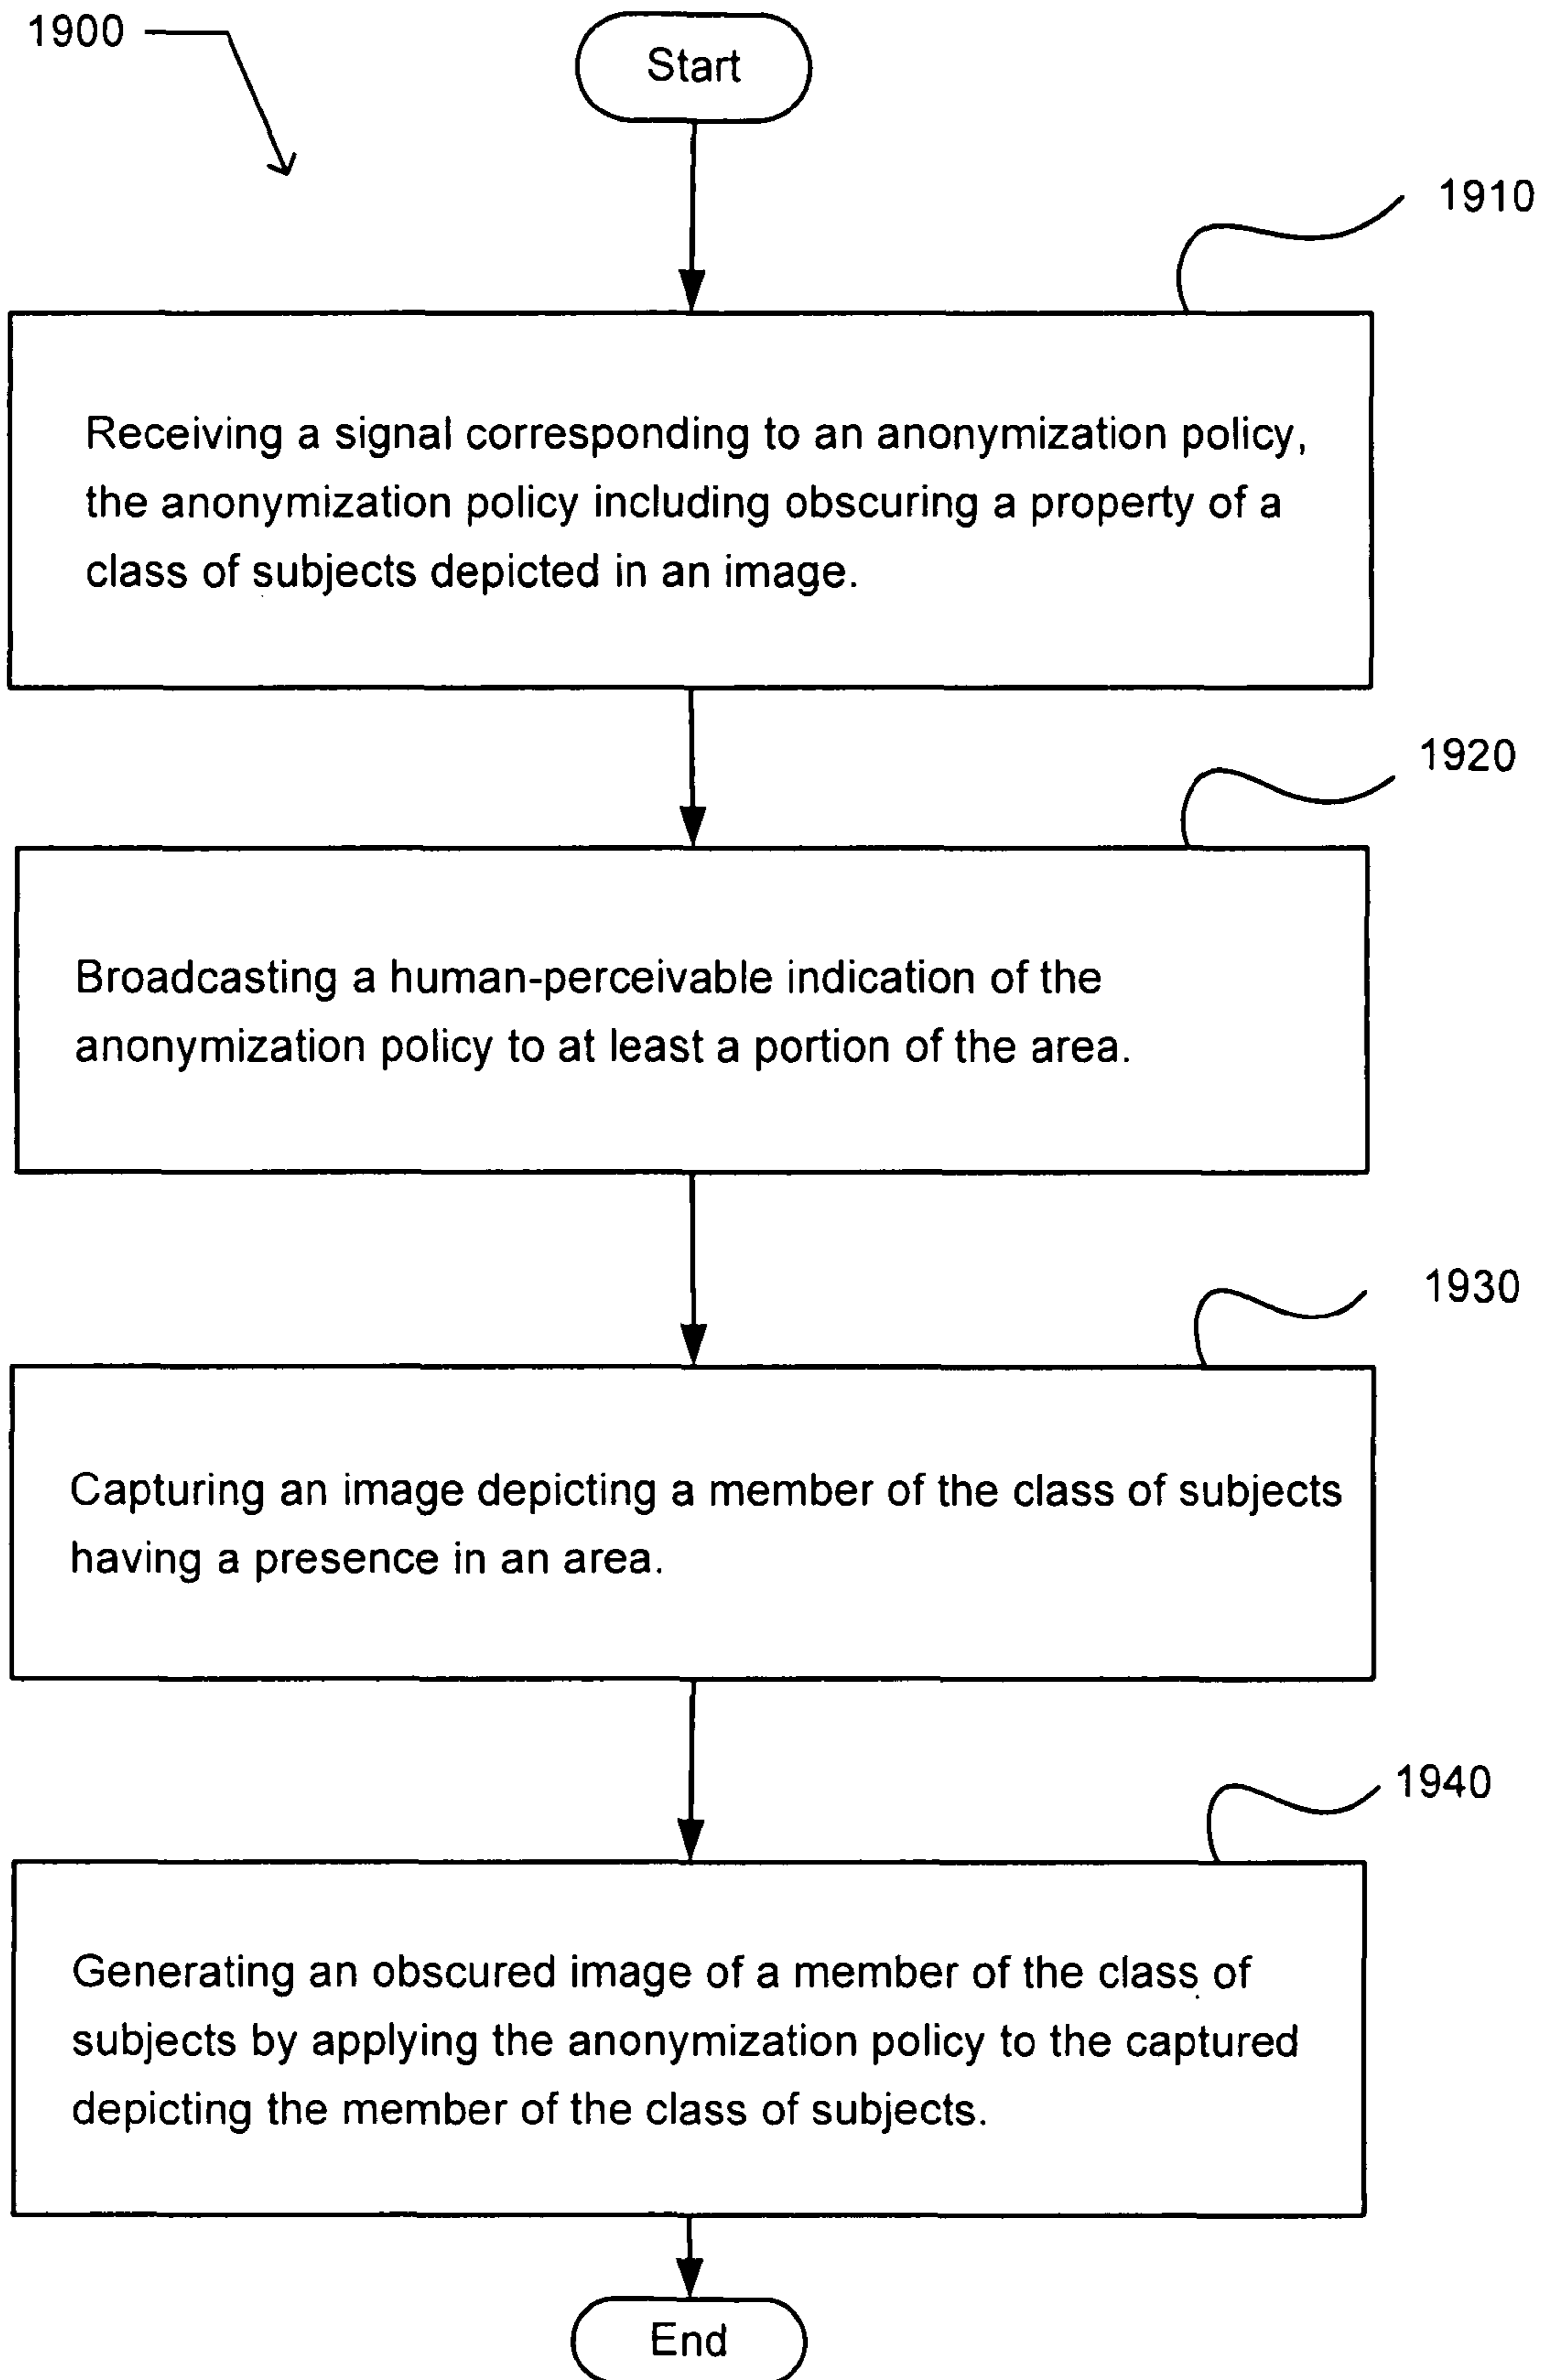 1900
Start
1910
Receiving a signal corresponding to an anonymization policy,
the anonymization policy including obscuring a property of a
class of subjects depicted in an image.
1920
Broadcasting a human-perceivable indication of the
anonymization policy to at least a portion of the area.
1930
Capturing an image depicting a member of the class of subjects
having a presence in an area.
1940
Generating an obscured image of a member of the class of
subjects by applying the anonymization policy to the captured
depicting the member of the class of subjects.
End